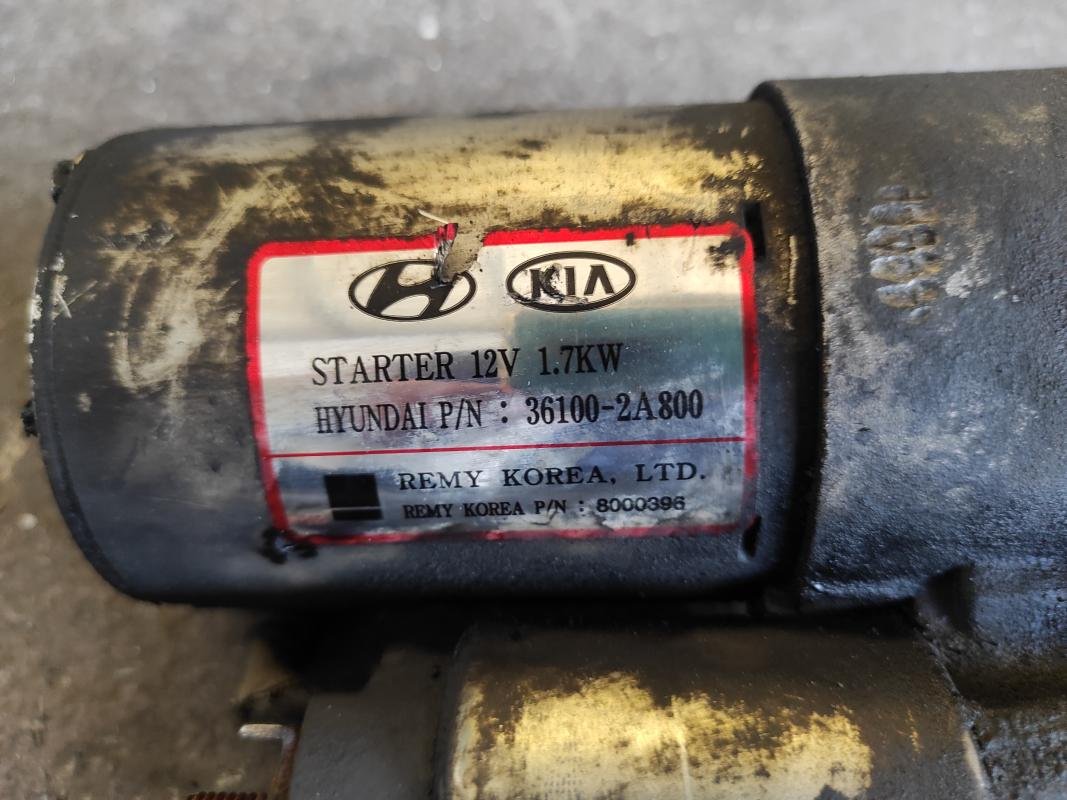 KIA
STARTER 12V 1.7KW
HYUNDAI P/N : 36100-2A800
REMY KOREA, LTD.
REMY KOREA P/N : 8000396